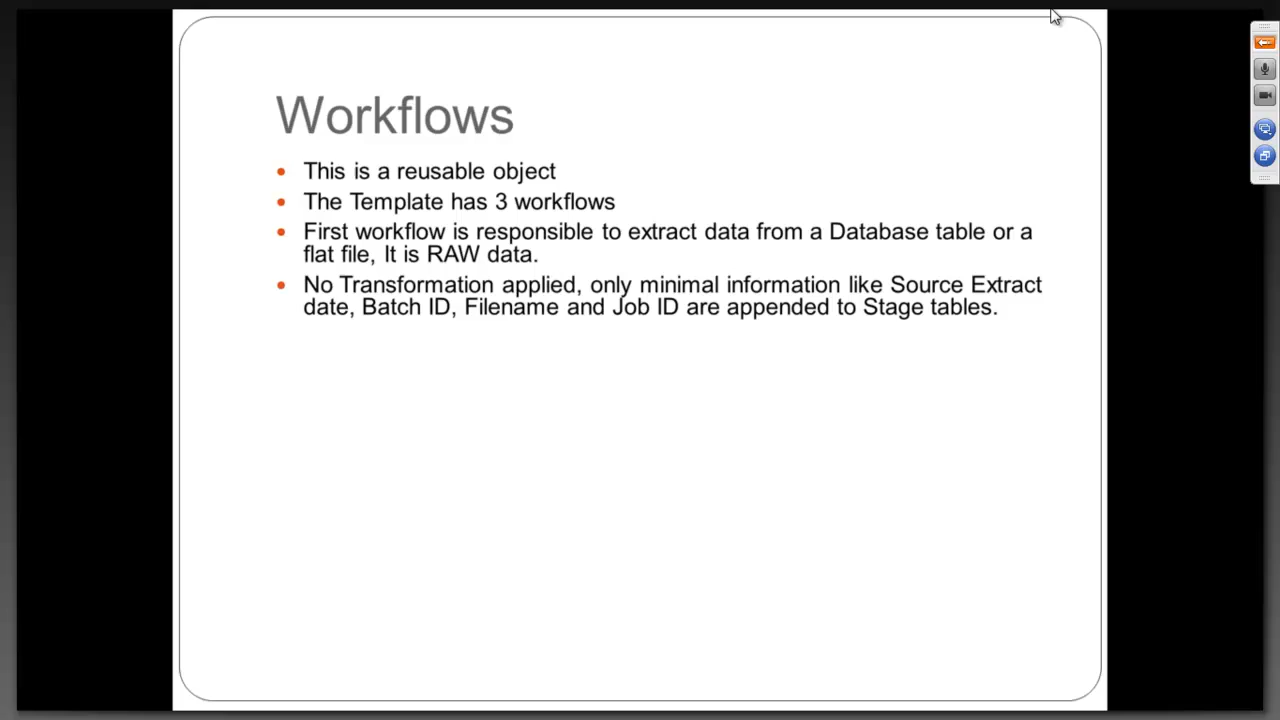 Workflows
• This is a reusable object
• The Template has 3 workflows
• First workflow is responsible to extract data from a Database table or a
flat file, It is RAW data.
• No Transformation applied, only minimal information like Source Extract
date, Batch ID, Filename and Job ID are appended to Stage tables.